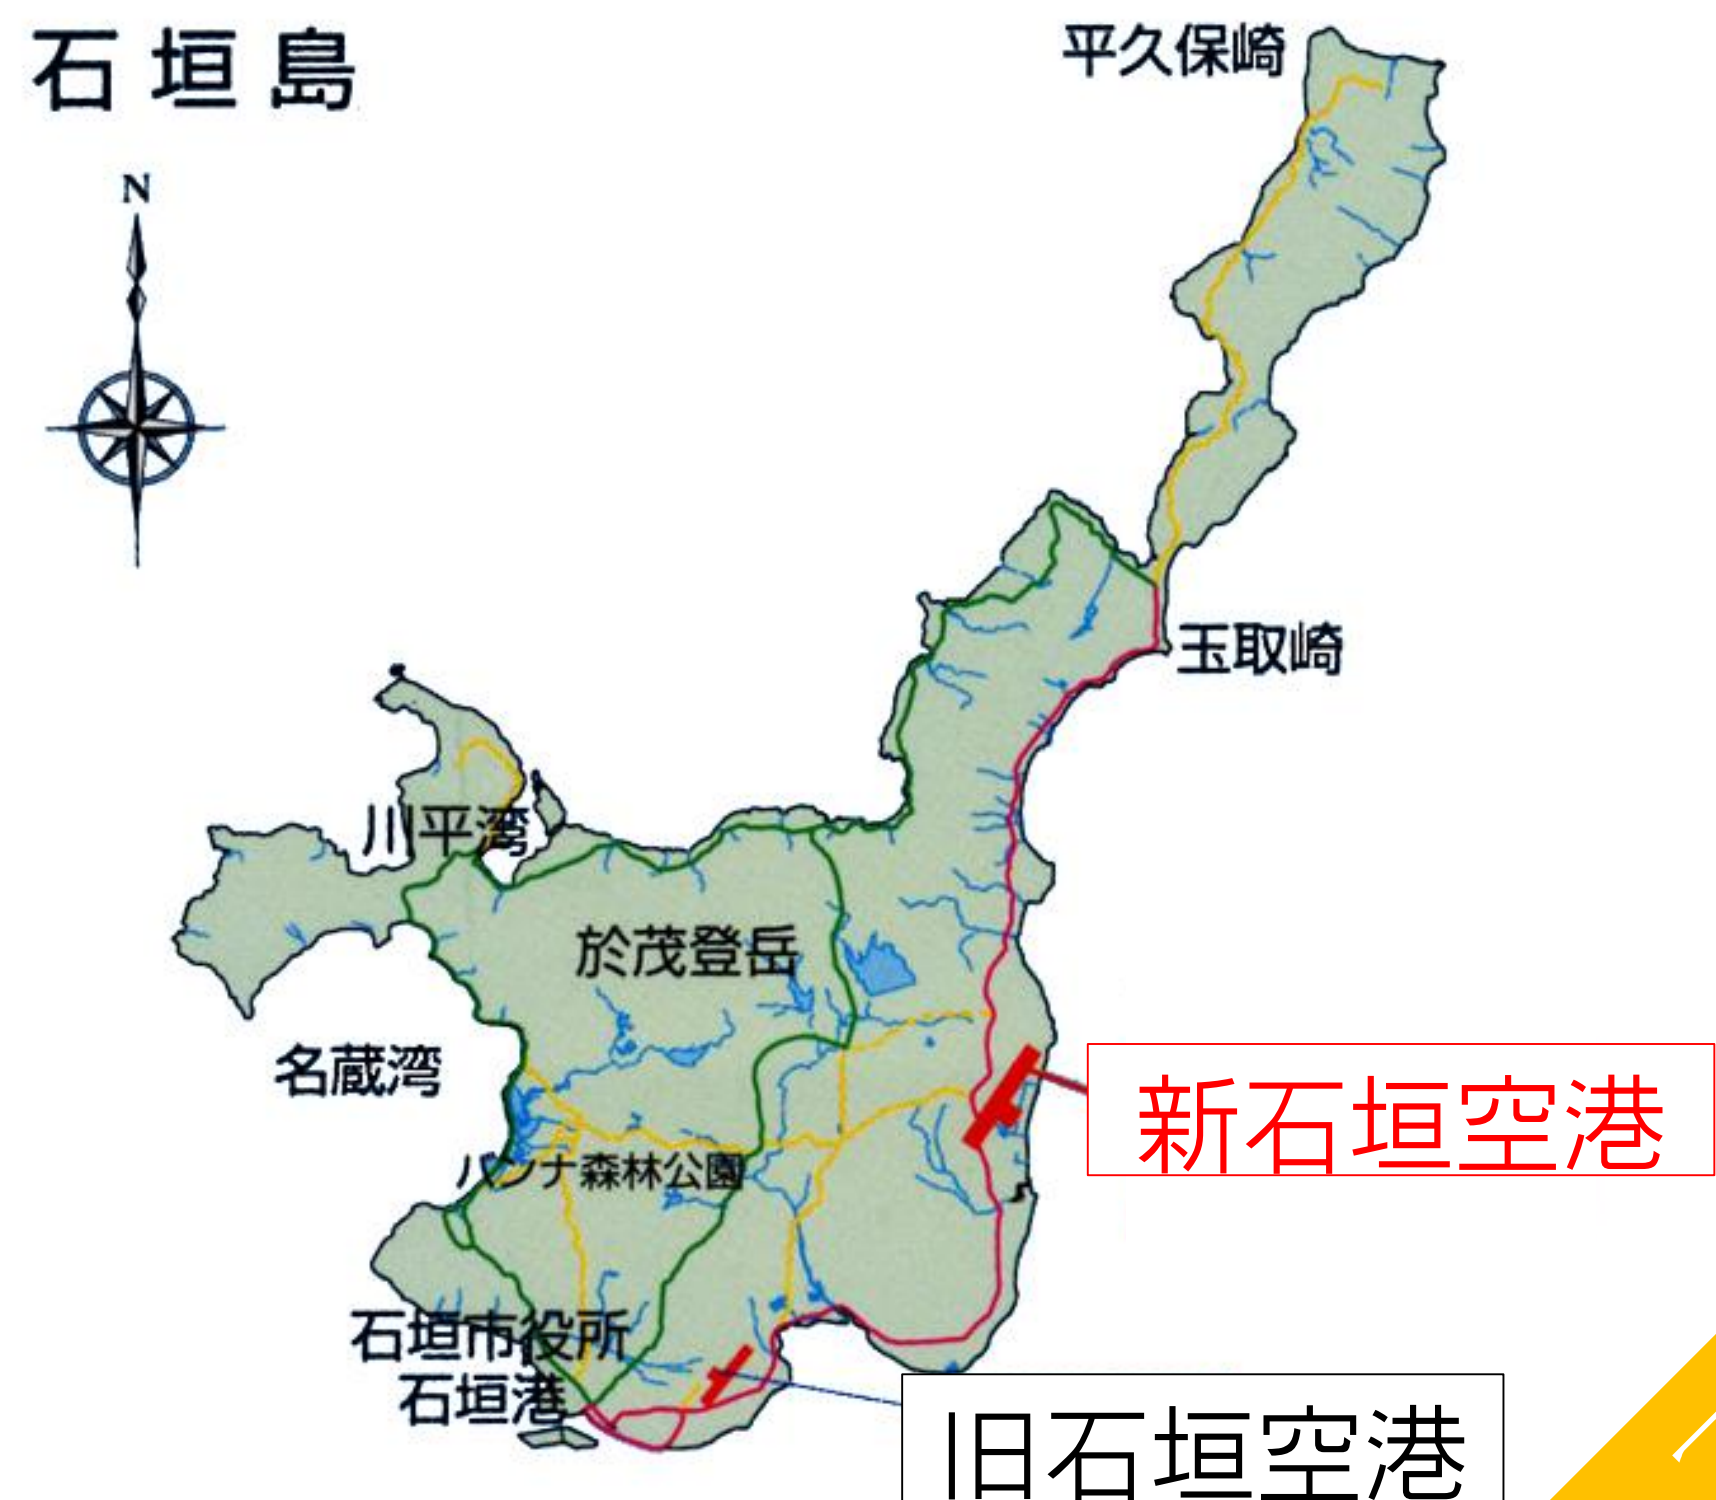 石垣島
平久保崎
N
玉取崎
川平湾
於茂登岳
名蔵湾
新石垣空港
バンナ森林公園
石垣市役所
石垣港
旧石垣空港